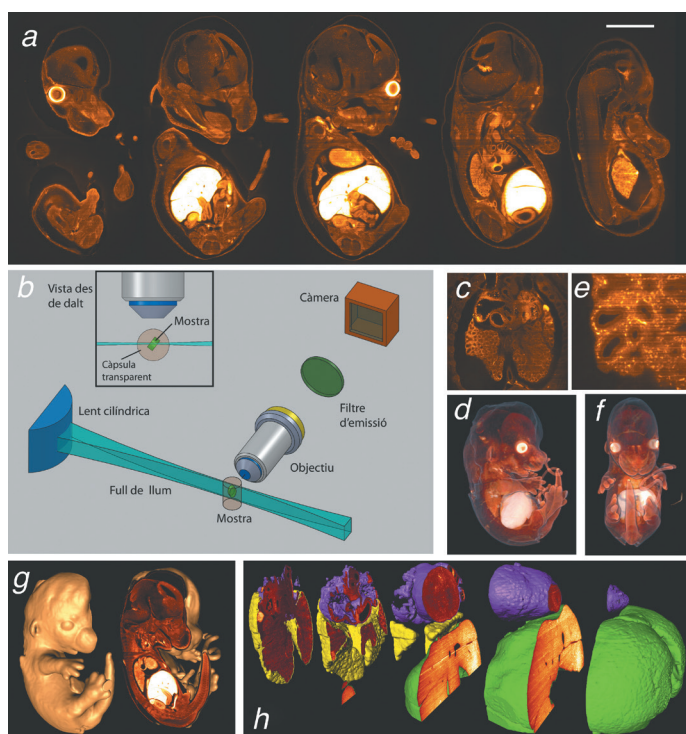 a
b
Vista des
de dalt
Mostra
Càpsula
transparent
Càmera
Lent cilíndrica
Filtre
d'emissió
Objectiu
Full de llum
Mostra
c
e
d
f
g
h